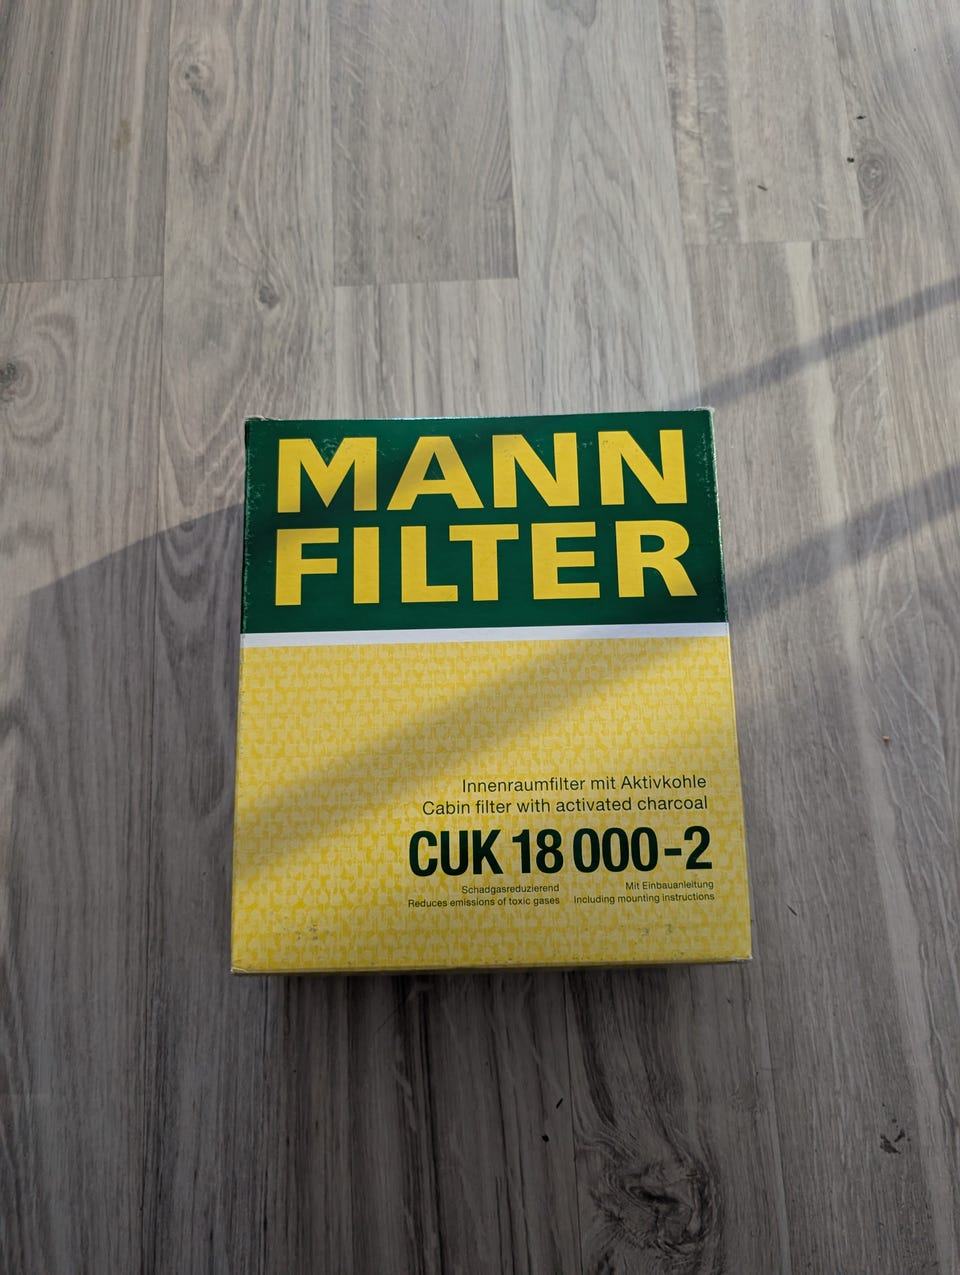 MANN
FILTER
Innenraumfilter mit Aktivkohle
Cabin filter with activated charcoal
CUK 18 000-2
Schadgasreduzierend
Reduces emissions of toxic gases
Mit Einbauanleitung
Including mounting instructions